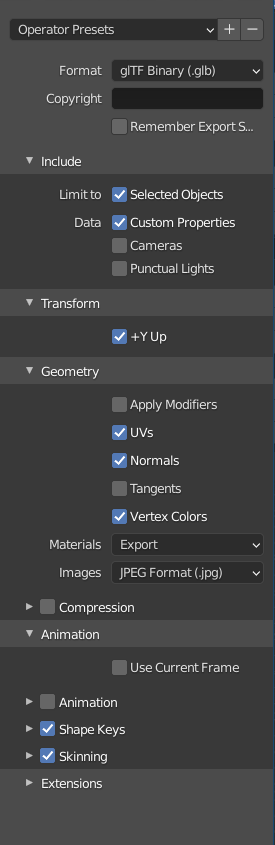 Operator Presets
Format glTF Binary (.glb)
Copyright
Remember Export S...
Include
Limit to Selected Objects
Data Custom Properties
Cameras
Punctual Lights
Transform
+Y Up
Geometry
Apply Modifiers
UVs
Normals
Tangents
Vertex Colors
Materials Export
Images JPEG Format (.jpg)
Compression
Animation
Use Current Frame
Animation
Shape Keys
Skinning
Extensions